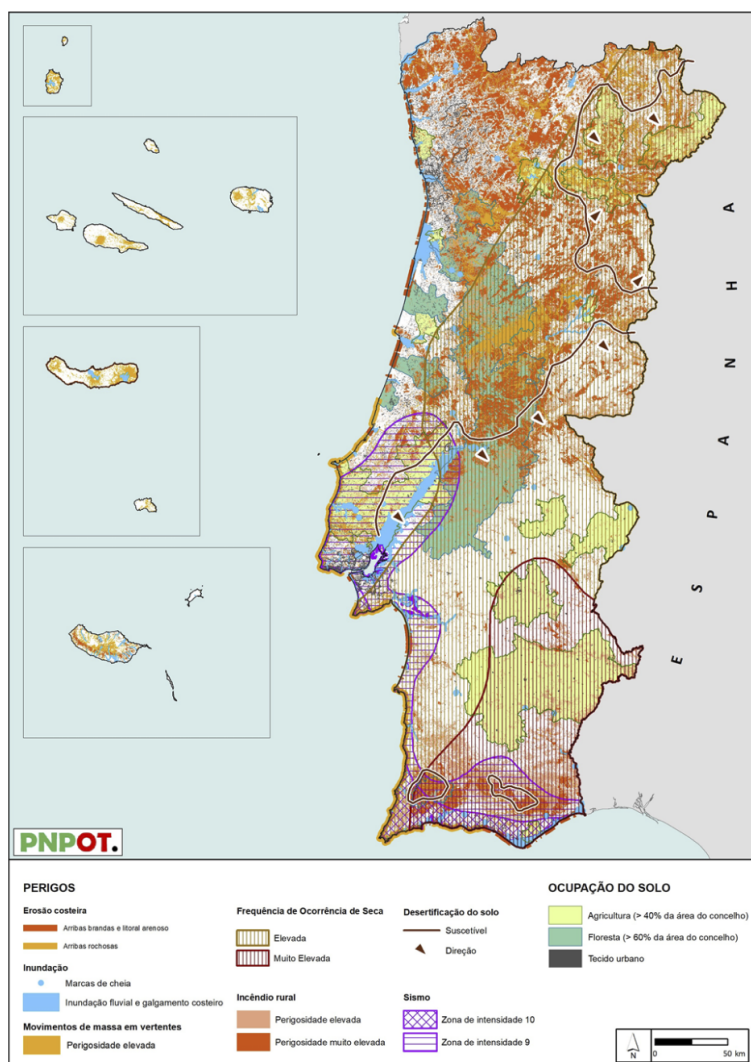 ESPANHA
PNPOT.
PERIGOS
Erosão costeira
Arribas brandas e litoral arenoso
Arribas rochosas
Inundação
Marcas de cheia
Inundação fluvial e galgamento costeiro
Movimentos de massa em vertentes
Perigosidade elevada
Frequência de Ocorrência de Seca
Elevada
Muito Elevada
Incêndio rural
Perigosidade elevada
Perigosidade muito elevada
Desertificação do solo
Suscetível
Direção
Sismo
Zona de intensidade 10
Zona de intensidade 9
OCUPAÇÃO DO SOLO
Agricultura (> 40% da área do concelho)
Floresta (> 60% da área do concelho)
Tecido urbano
N
0
50 km